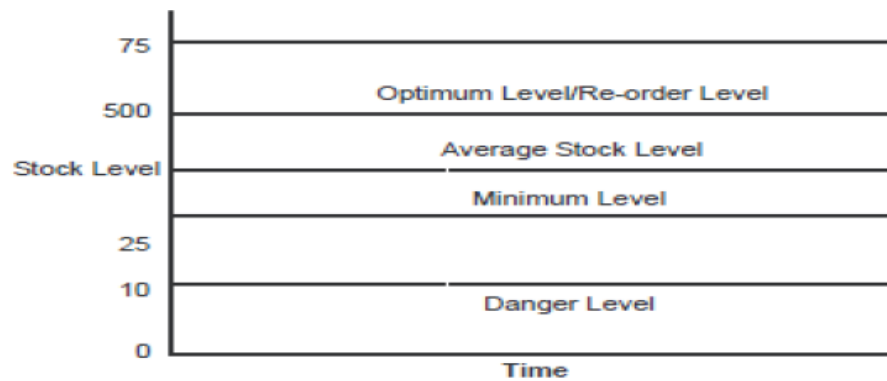 75
Optimum Level/Re-order Level
500
Average Stock Level
Stock Level
Minimum Level
25
10
Danger Level
0
Time